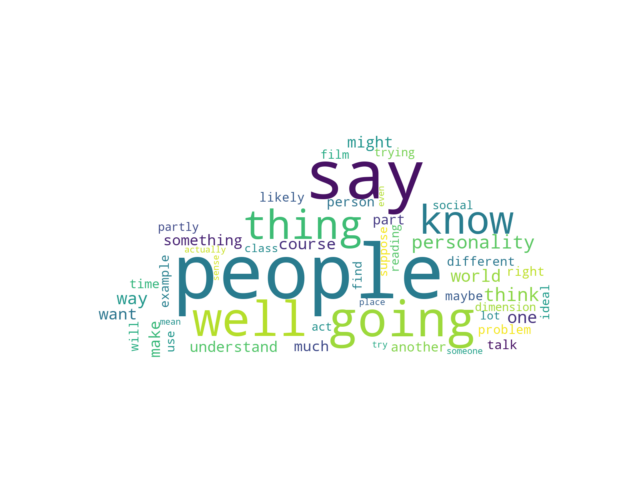 might
film
trying
say
likely
person
even
social
thing
part
know
partly
something
class
course
suppose
reading
personality
actually
sense
people
find
different
world
right
time
example
way
maybe
think
dimension
ideal
want
well
going
place
lot
one
will
make
use
mean
act
problem
understand
much
try
another
someone
talk